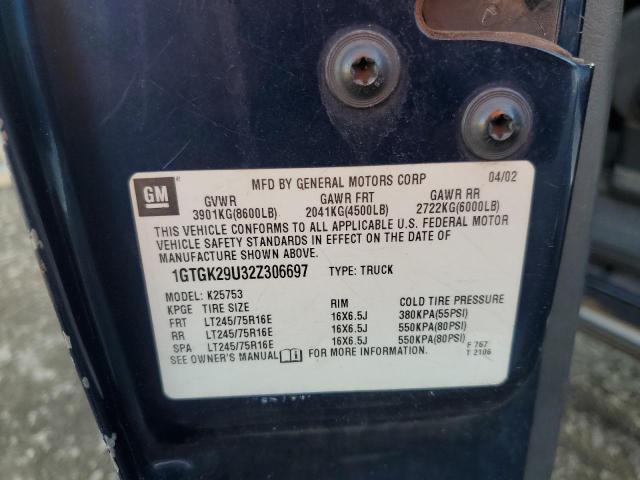 MFD BY GENERAL MOTORS CORP 04/02
GM GVWR GAWR FRT GAWR RR
3901KG(8600LB) 2041KG(4500LB) 2722KG(6000LB)
THIS VEHICLE CONFORMS TO ALL APPLICABLE U.S. FEDERAL MOTOR
VEHICLE SAFETY STANDARDS IN EFFECT ON THE DATE OF
MANUFACTURE SHOWN ABOVE.
1GTGK29U32Z306697 TYPE: TRUCK
MODEL: K25753
KPGE TIRE SIZE RIM COLD TIRE PRESSURE
FRT LT245/75R16E 16X6.5J 380KPA(55PSI)
RR LT245/75R16E 16X6.5J 550KPA(80PSI)
SPA LT245/75R16E 16X6.5J 550KPA(80PSI)
SEE OWNER'S MANUAL FOR MORE INFORMATION. F 767
T 2106